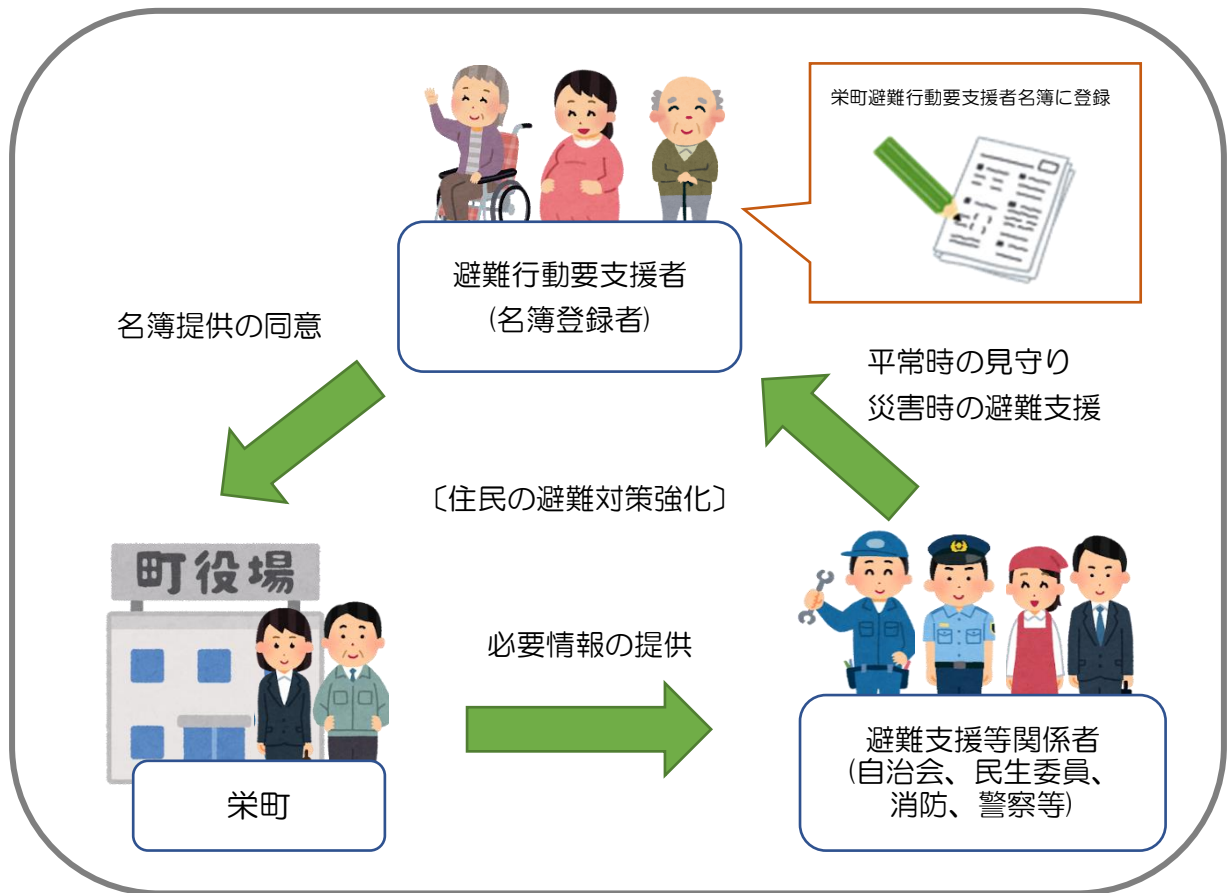 栄町避難行動要支援者名簿に登録
避難行動要支援者
(名簿登録者)
名簿提供の同意
平常時の見守り
災害時の避難支援
〔住民の避難対策強化〕
町役場
必要情報の提供
栄町
避難支援等関係者
(自治会、民生委員、
消防、警察等)